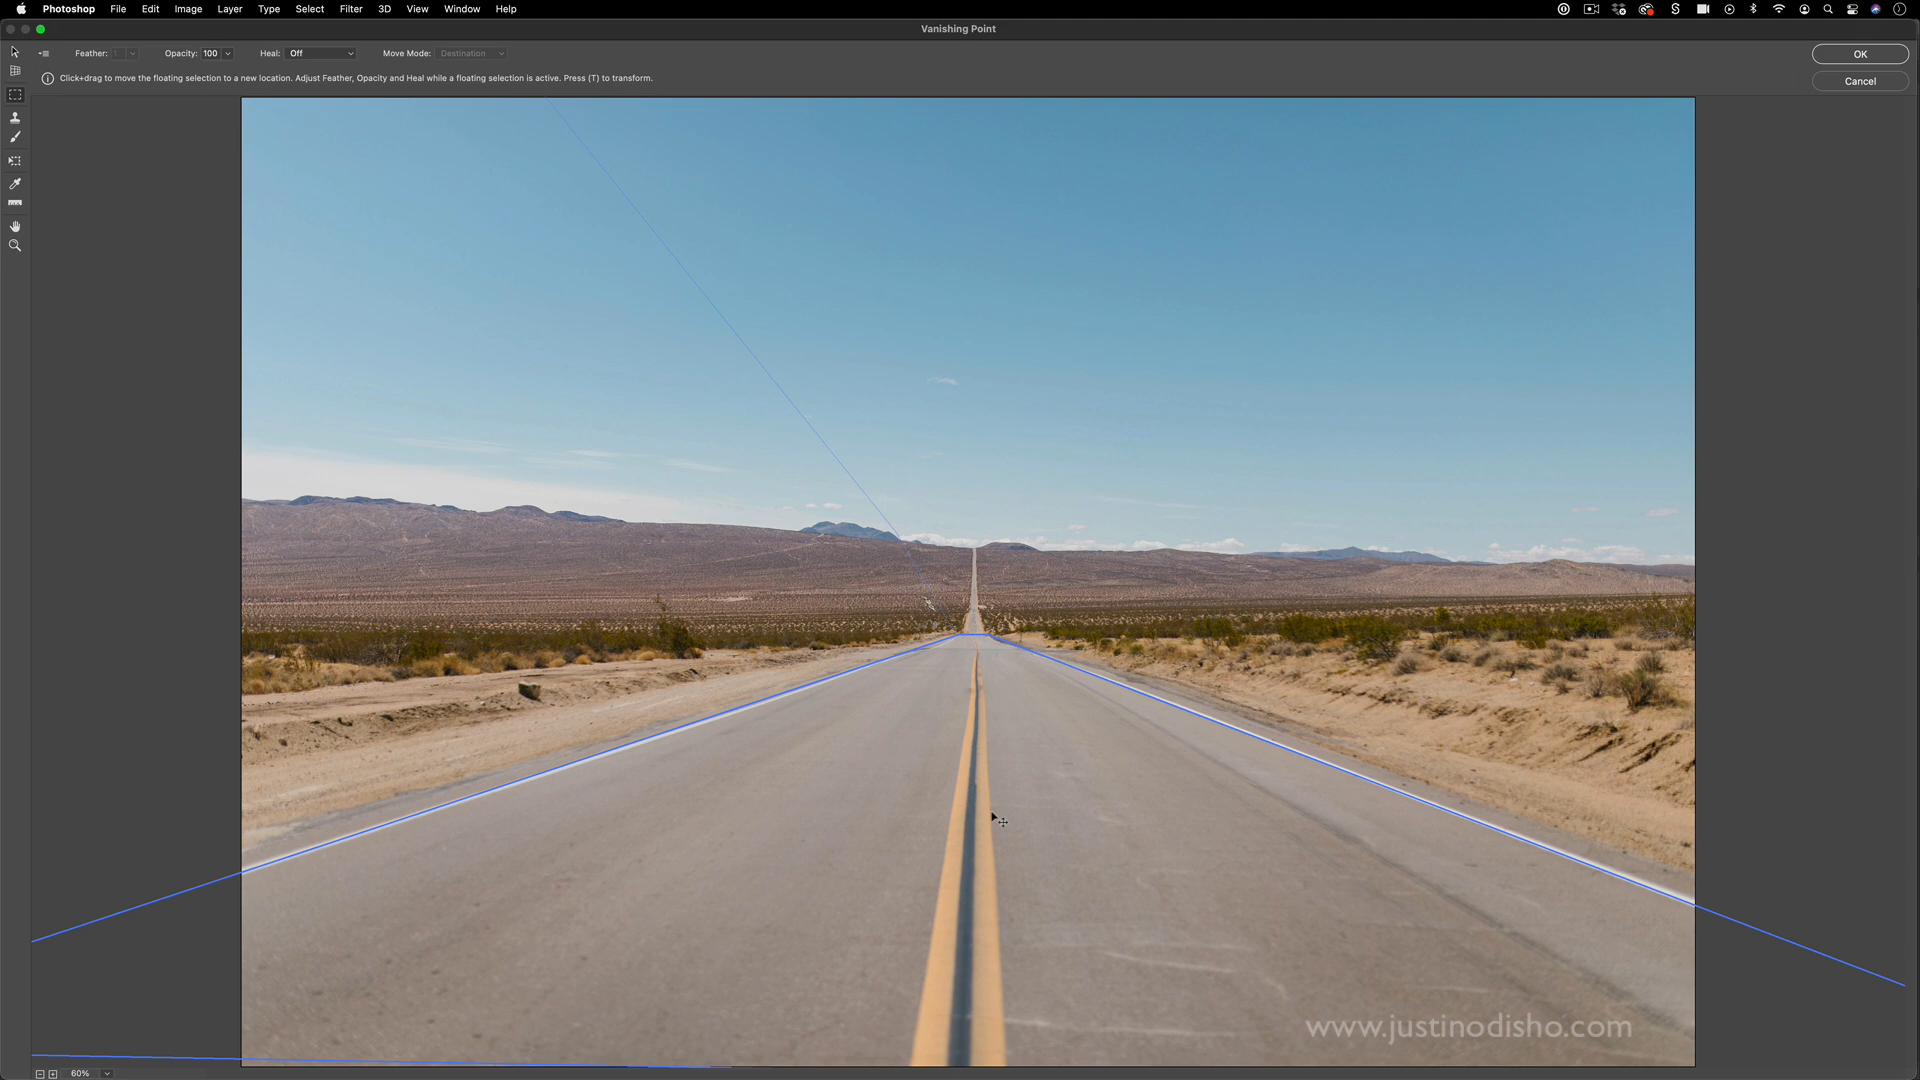 Photoshop File Edit Image Layer Type Select Filter 3D View Window Help
Vanishing Point
Feather: 1 Opacity: 100 Heal: Off Move Mode: Destination
OK
Click+drag to move the floating selection to a new location. Adjust Feather, Opacity and Heal while a floating selection is active. Press (T) to transform.
Cancel
www.justinodisho.com
60%